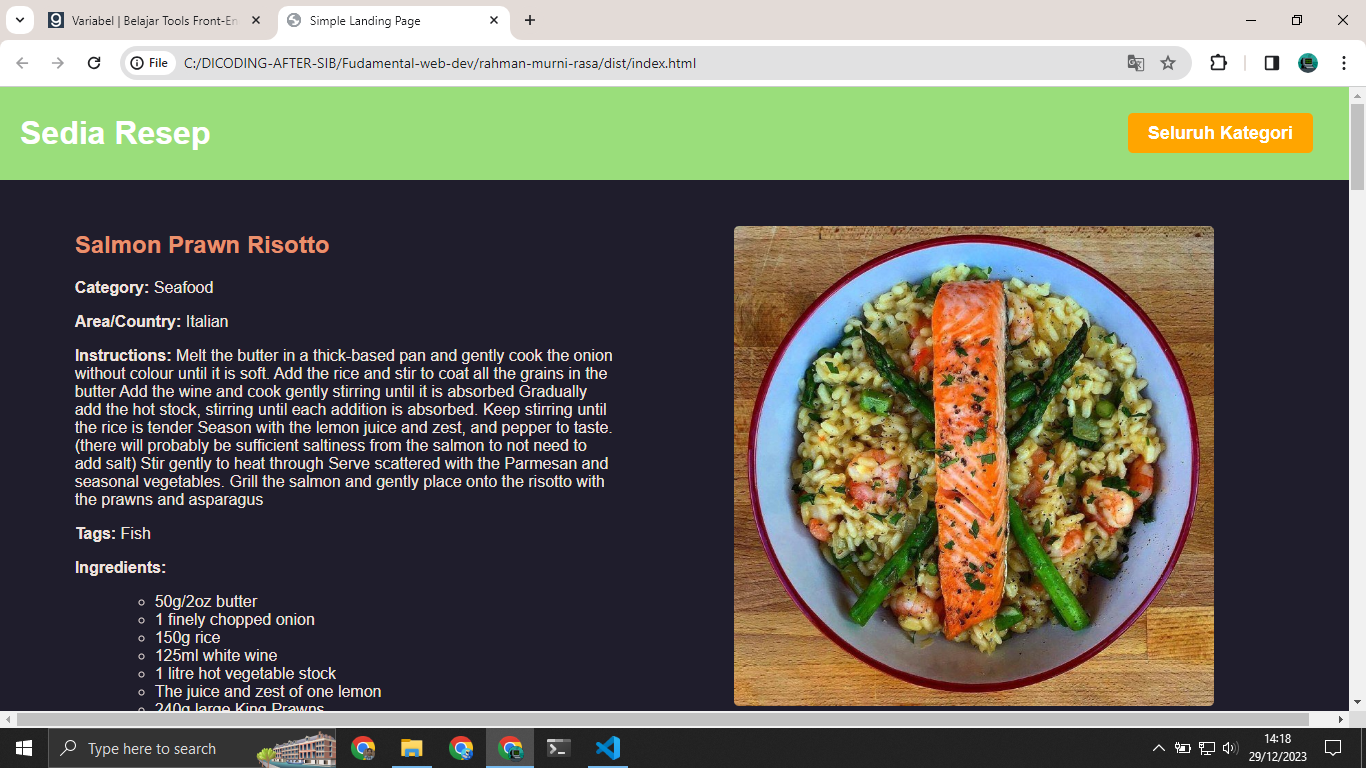 Variabel | Belajar Tools Front-En
Simple Landing Page
File
C:/DICODING-AFTER-SIB/Fudamental-web-dev/rahman-murni-rasa/dist/index.html
Sedia Resep
Seluruh Kategori
Salmon Prawn Risotto
Category: Seafood
Area/Country: Italian
Instructions: Melt the butter in a thick-based pan and gently cook the onion
without colour until it is soft. Add the rice and stir to coat all the grains in the
butter Add the wine and cook gently stirring until it is absorbed Gradually
add the hot stock, stirring until each addition is absorbed. Keep stirring until
the rice is tender Season with the lemon juice and zest, and pepper to taste.
(there will probably be sufficient saltiness from the salmon to not need to
add salt) Stir gently to heat through Serve scattered with the Parmesan and
seasonal vegetables. Grill the salmon and gently place onto the risotto with
the prawns and asparagus
Tags: Fish
Ingredients:
50g/2oz butter
1 finely chopped onion
150g rice
125ml white wine
1 litre hot vegetable stock
The juice and zest of one lemon
240g large King Prawns
Type here to search
14:18
29/12/2023